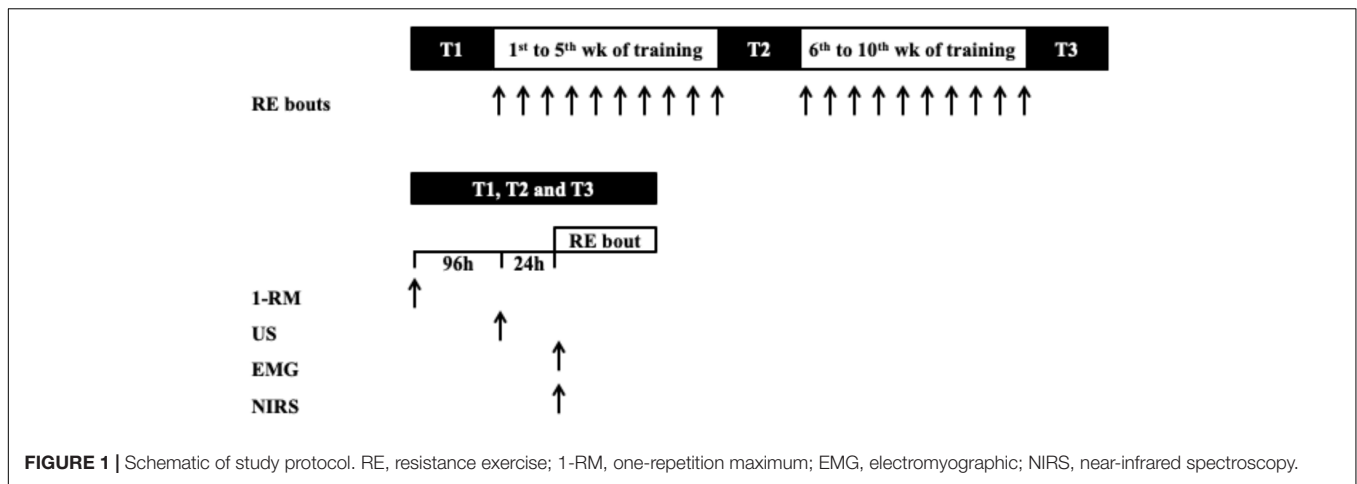 T1 1st to 5th wk of training T2 6th to 10th wk of training T3
RE bouts
T1, T2 and T3
RE bout
96h 24h
1-RM
US
EMG
NIRS
FIGURE 1 | Schematic of study protocol. RE, resistance exercise; 1-RM, one-repetition maximum; EMG, electromyographic; NIRS, near-infrared spectroscopy.